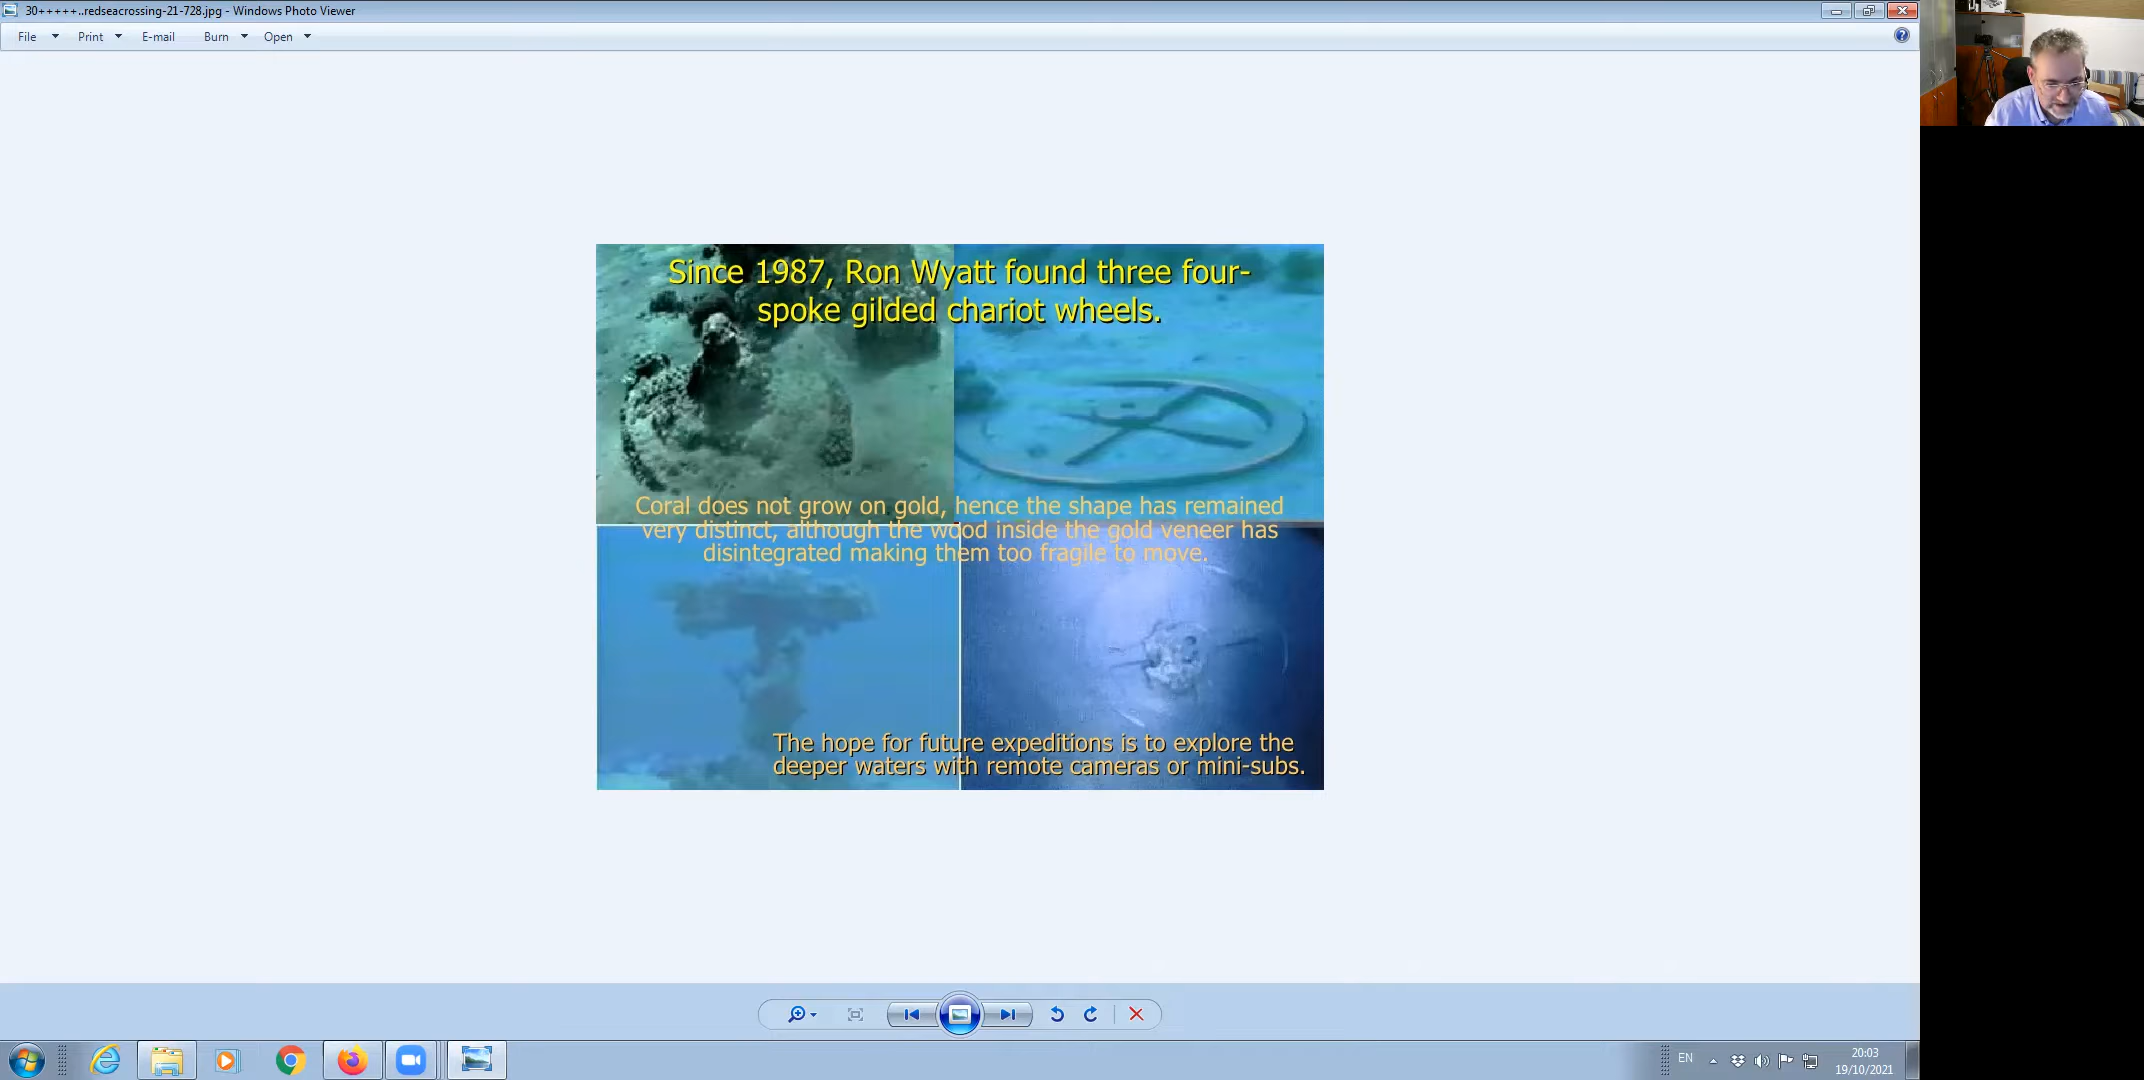 30+++++..redseacrossing-21-728.jpg - Windows Photo Viewer
File Print E-mail Burn Open
Since 1987, Ron Wyatt found three four-
spoke gilded chariot wheels.
Coral does not grow on gold, hence the shape has remained
very distinct, although the wood inside the gold veneer has
disintegrated making them too fragile to move.
The hope for future expeditions is to explore the
deeper waters with remote cameras or mini-subs.
EN
20:03
19/10/2021